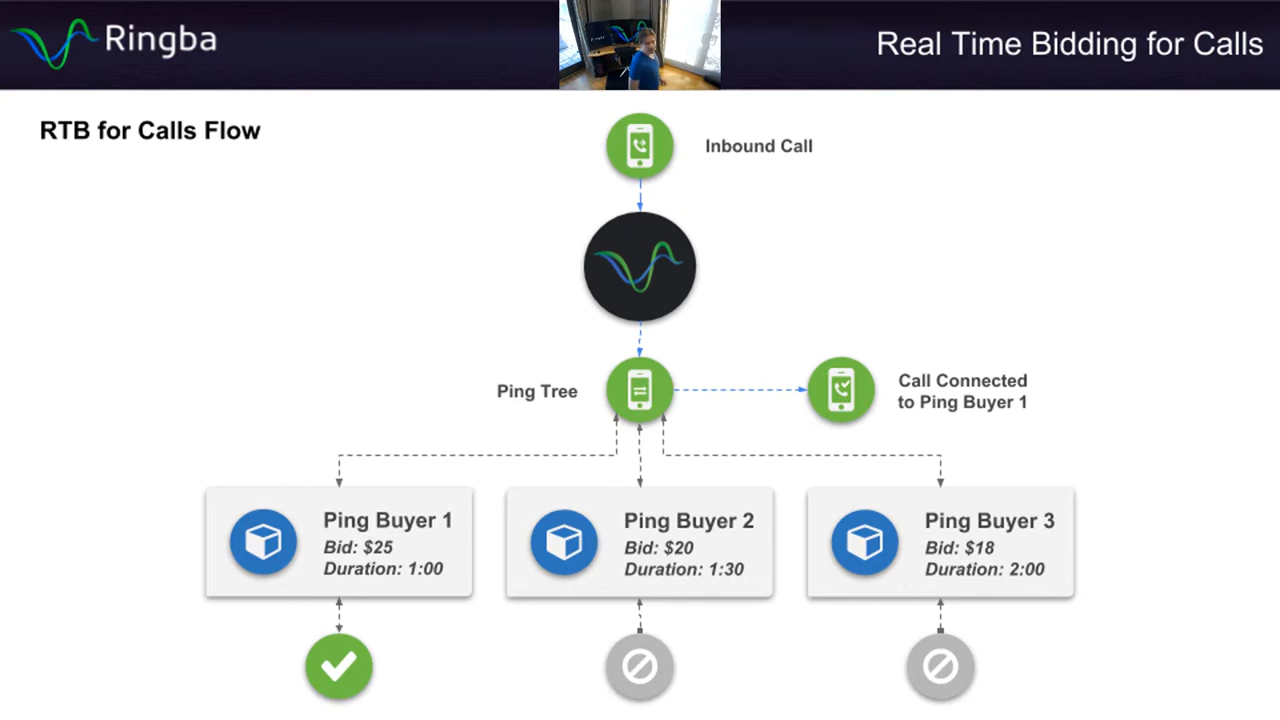 Ringba
Real Time Bidding for Calls
RTB for Calls Flow
Inbound Call
Ping Tree
Call Connected
to Ping Buyer 1
Ping Buyer 1
Bid: $25
Duration: 1:00
Ping Buyer 2
Bid: $20
Duration: 1:30
Ping Buyer 3
Bid: $18
Duration: 2:00